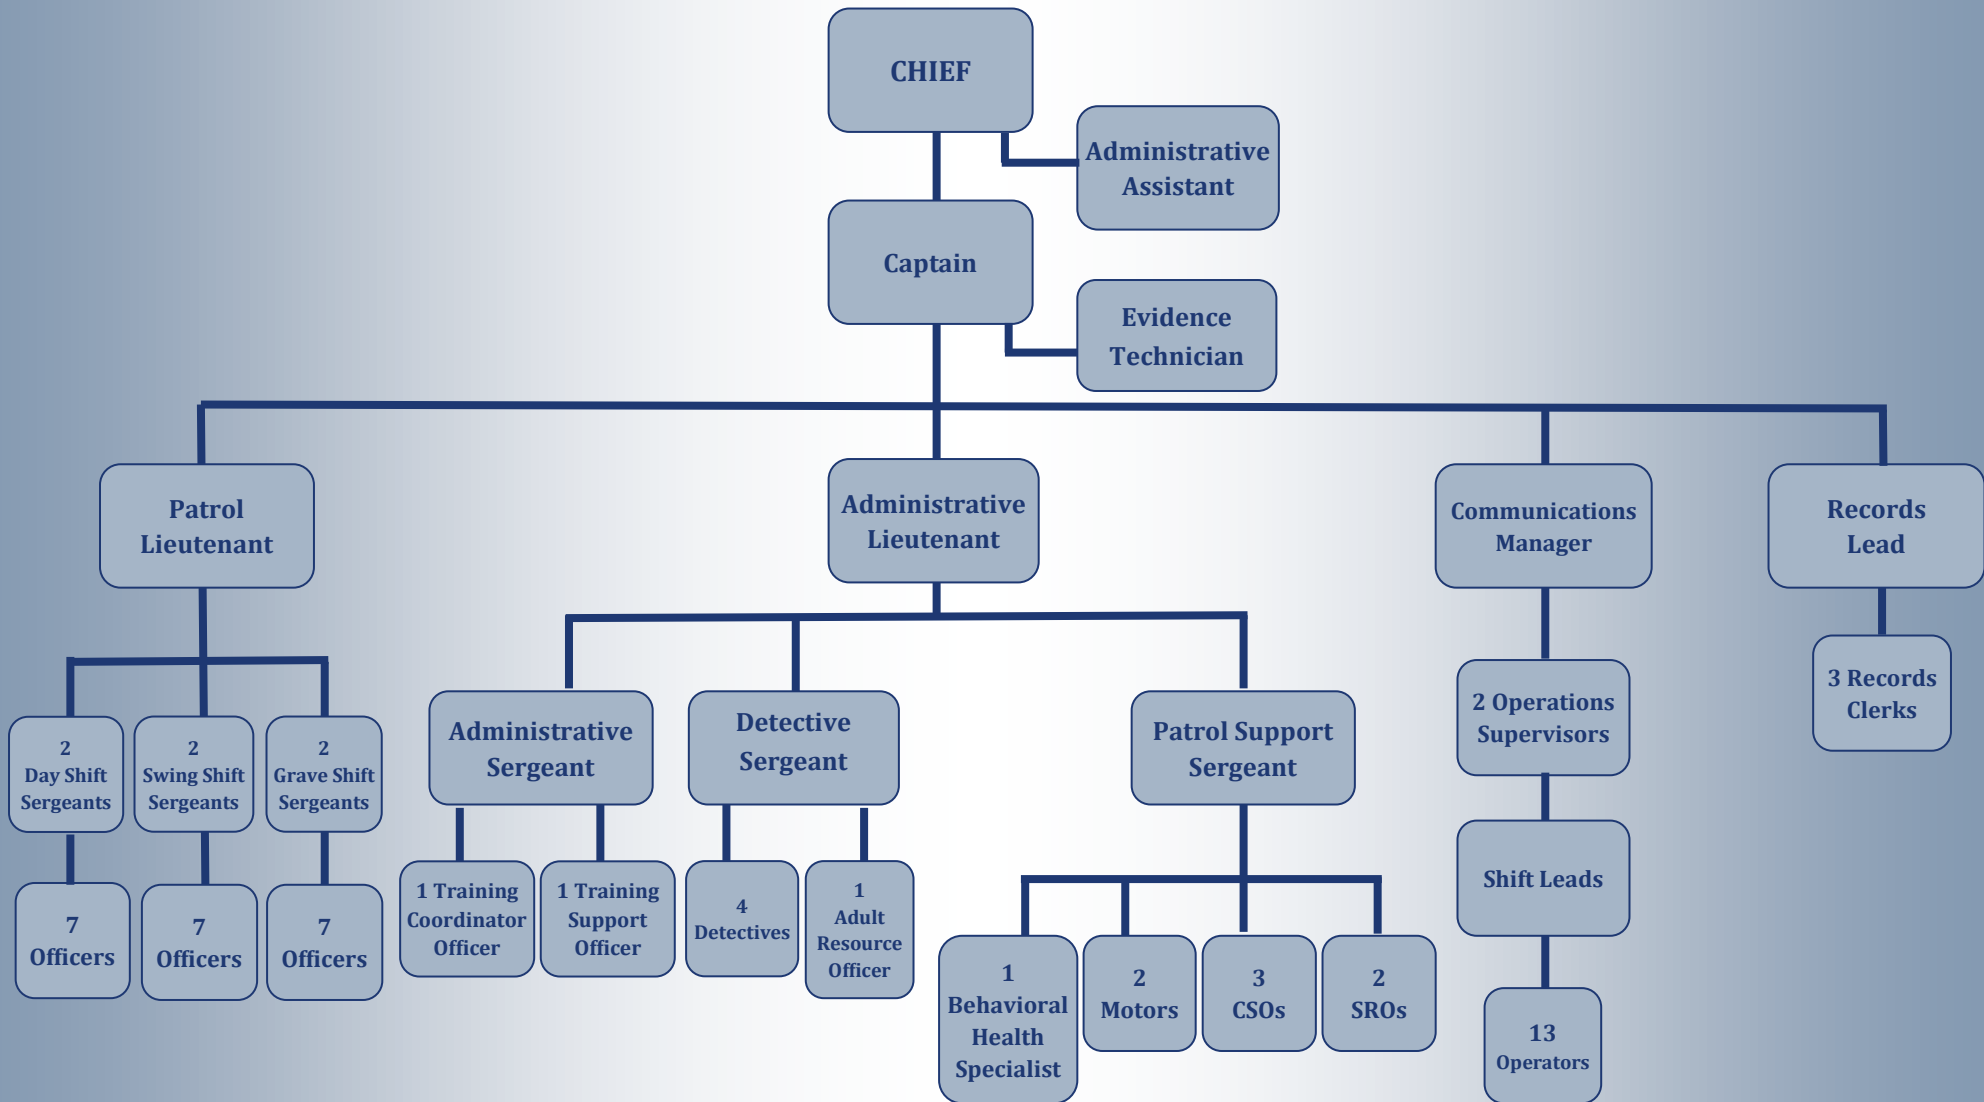 CHIEF
Administrative
Assistant
Captain
Evidence
Technician
Patrol
Lieutenant
Administrative
Lieutenant
Communications
Manager
Records
Lead
2
Day Shift
Sergeants
2
Swing Shift
Sergeants
2
Grave Shift
Sergeants
Administrative
Sergeant
Detective
Sergeant
Patrol Support
Sergeant
2 Operations
Supervisors
3 Records
Clerks
7
Officers
7
Officers
7
Officers
1 Training
Coordinator
Officer
1 Training
Support
Officer
4
Detectives
1
Adult
Resource
Officer
Shift Leads
1
Behavioral
Health
Specialist
2
Motors
3
CSOs
2
SROs
13
Operators